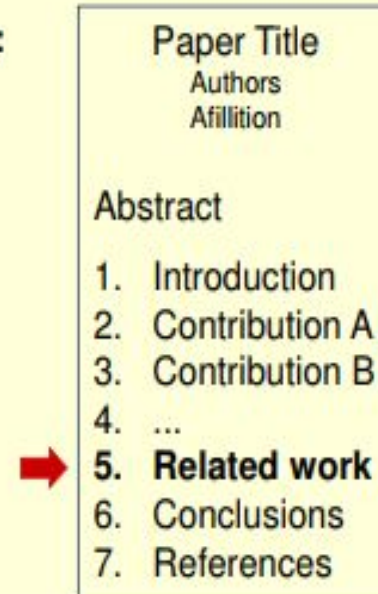 :
Paper Title
Authors
Afillition
Abstract
1. Introduction
2. Contribution A
3. Contribution B
4. ...
5. Related work
6. Conclusions
7. References